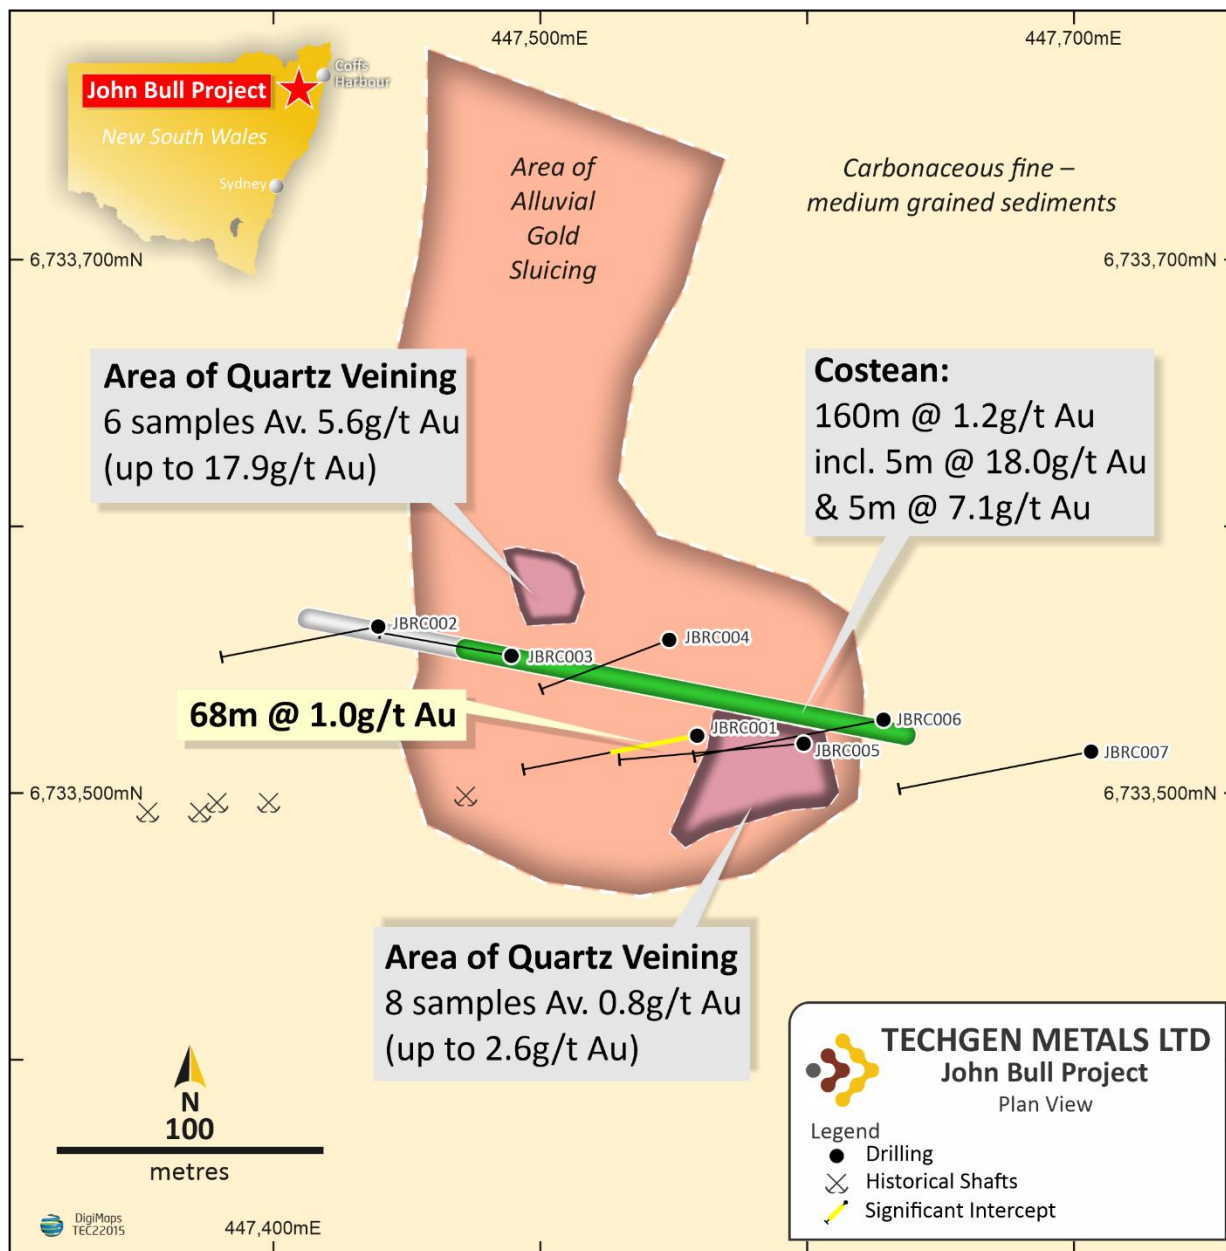 447,500mE
447,700mE
Coffs
Harbour
John Bull Project
New South Wales
Sydney
Area of
Alluvial
Gold
Sluicing
Carbonaceous fine –
medium grained sediments
6,733,700mN
6,733,700mN
Area of Quartz Veining
6 samples Av. 5.6g/t Au
(up to 17.9g/t Au)
Costean:
160m @ 1.2g/t Au
incl. 5m @ 18.0g/t Au
& 5m @ 7.1g/t Au
JBRC002
JBRC003
JBRC004
68m @ 1.0g/t Au
JBRC001
JBRC006
JBRC005
JBRC007
6,733,500mN
6,733,500mN
Area of Quartz Veining
8 samples Av. 0.8g/t Au
(up to 2.6g/t Au)
N
100
metres
DigiMaps
TEC22015
447,400mE
TECHGEN METALS LTD
John Bull Project
Plan View
Legend
Drilling
Historical Shafts
Significant Intercept